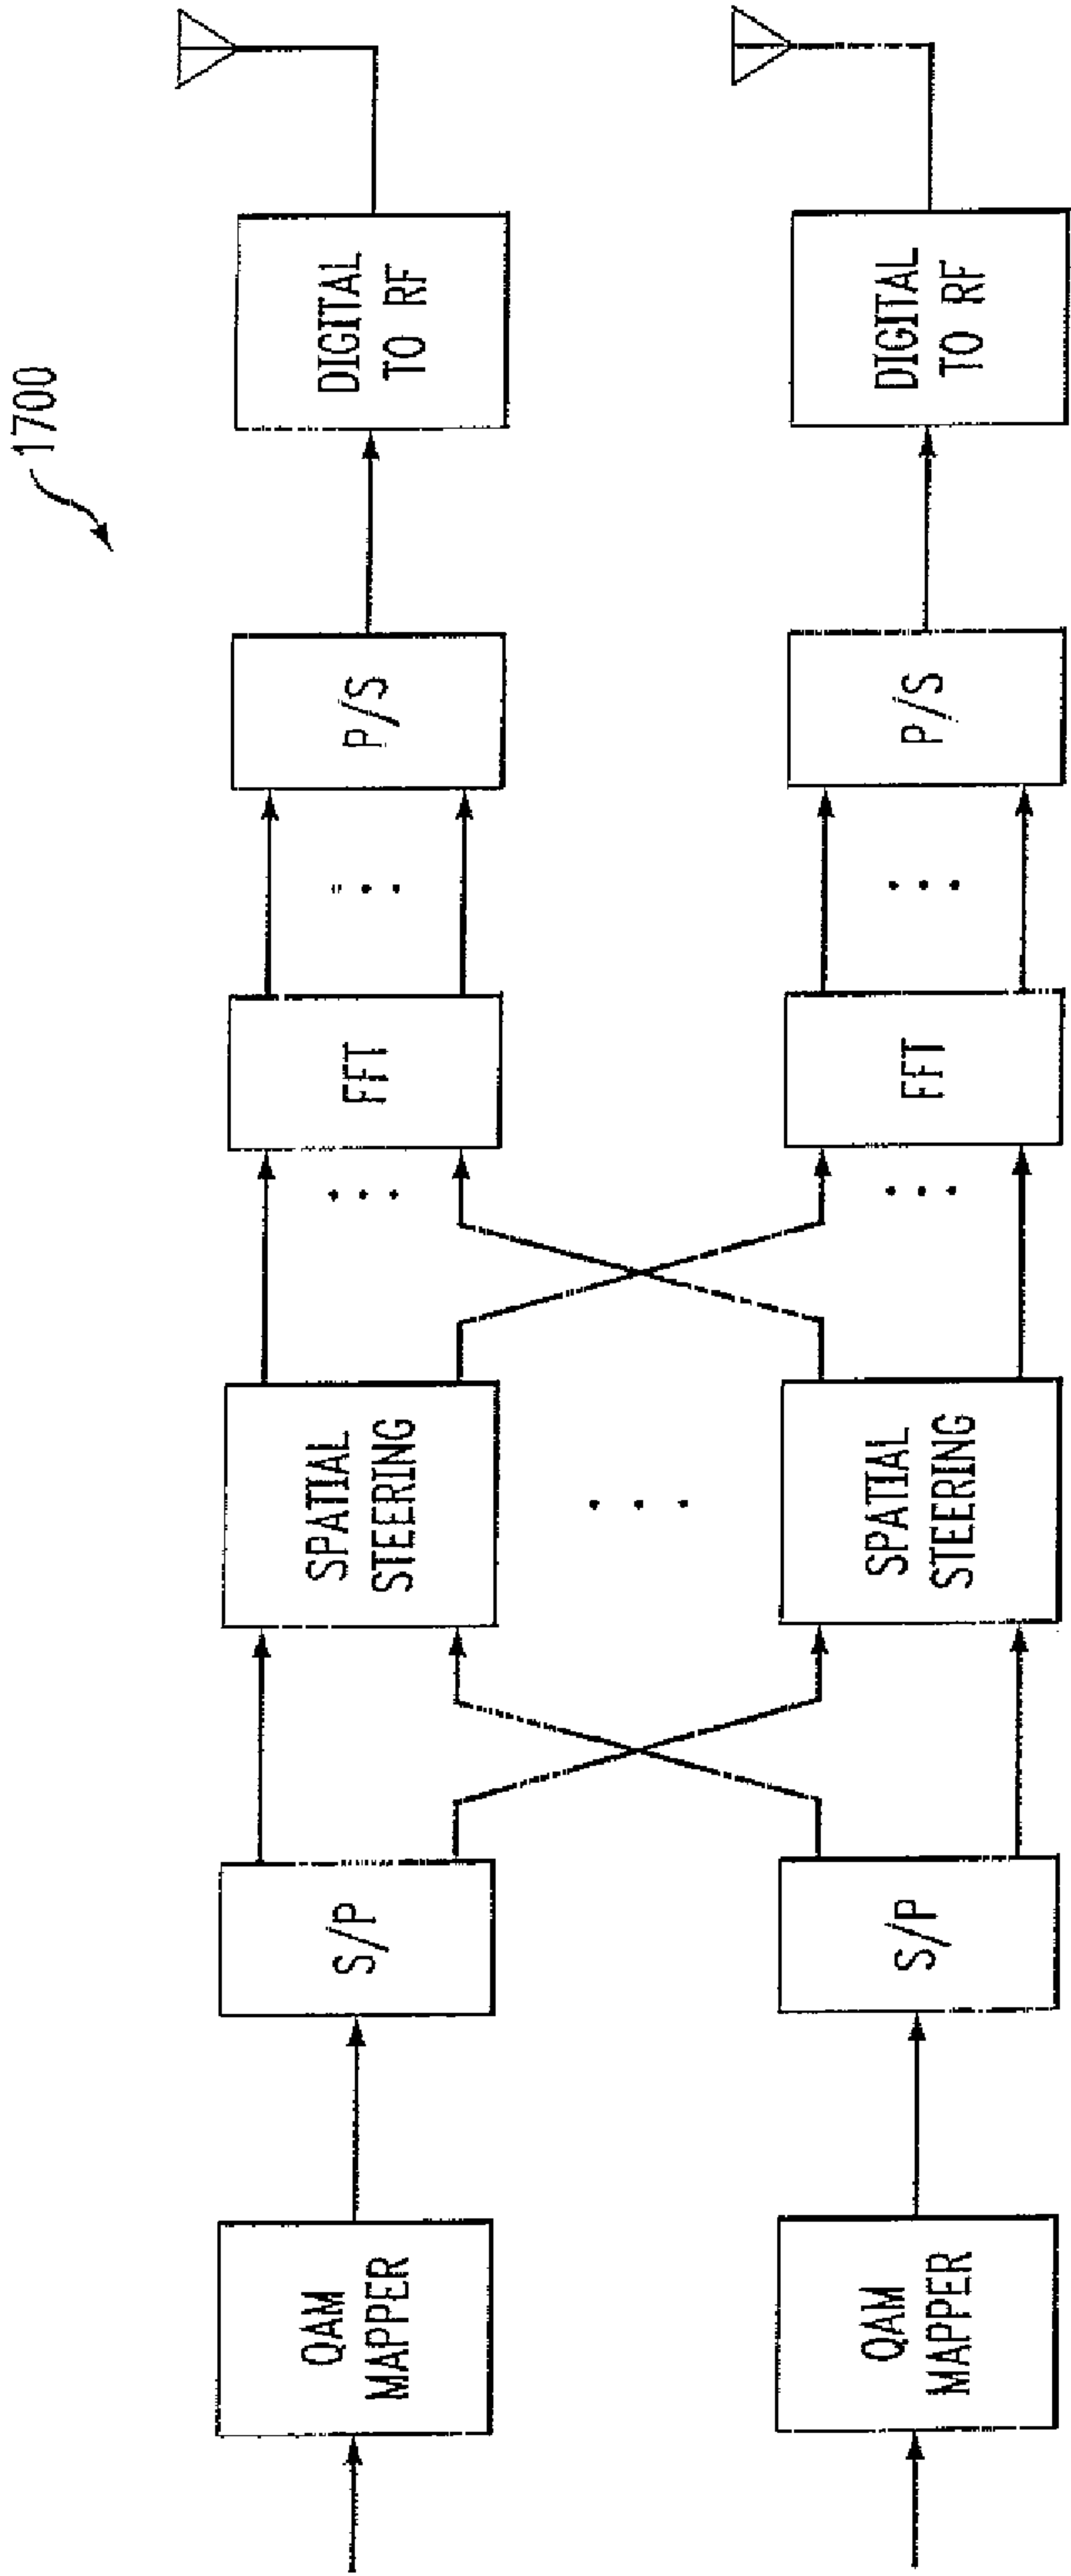 1700
QAM
MAPPER
S/P
SPATIAL
STEERING
FFT
P/S
DIGITAL
TO RF
QAM
MAPPER
S/P
SPATIAL
STEERING
FFT
P/S
DIGITAL
TO RF